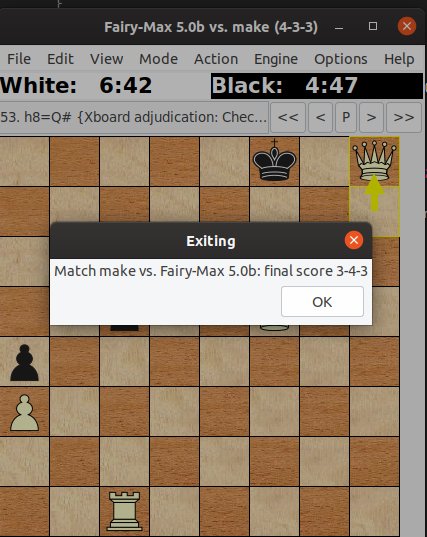 Fairy-Max 5.0b vs. make (4-3-3)
File Edit View Mode Action Engine Options Help
White: 6:42 Black: 4:47
53. h8=Q# {Xboard adjudication: Chec... << < P > >>
Exiting
Match make vs. Fairy-Max 5.0b: final score 3-4-3
OK